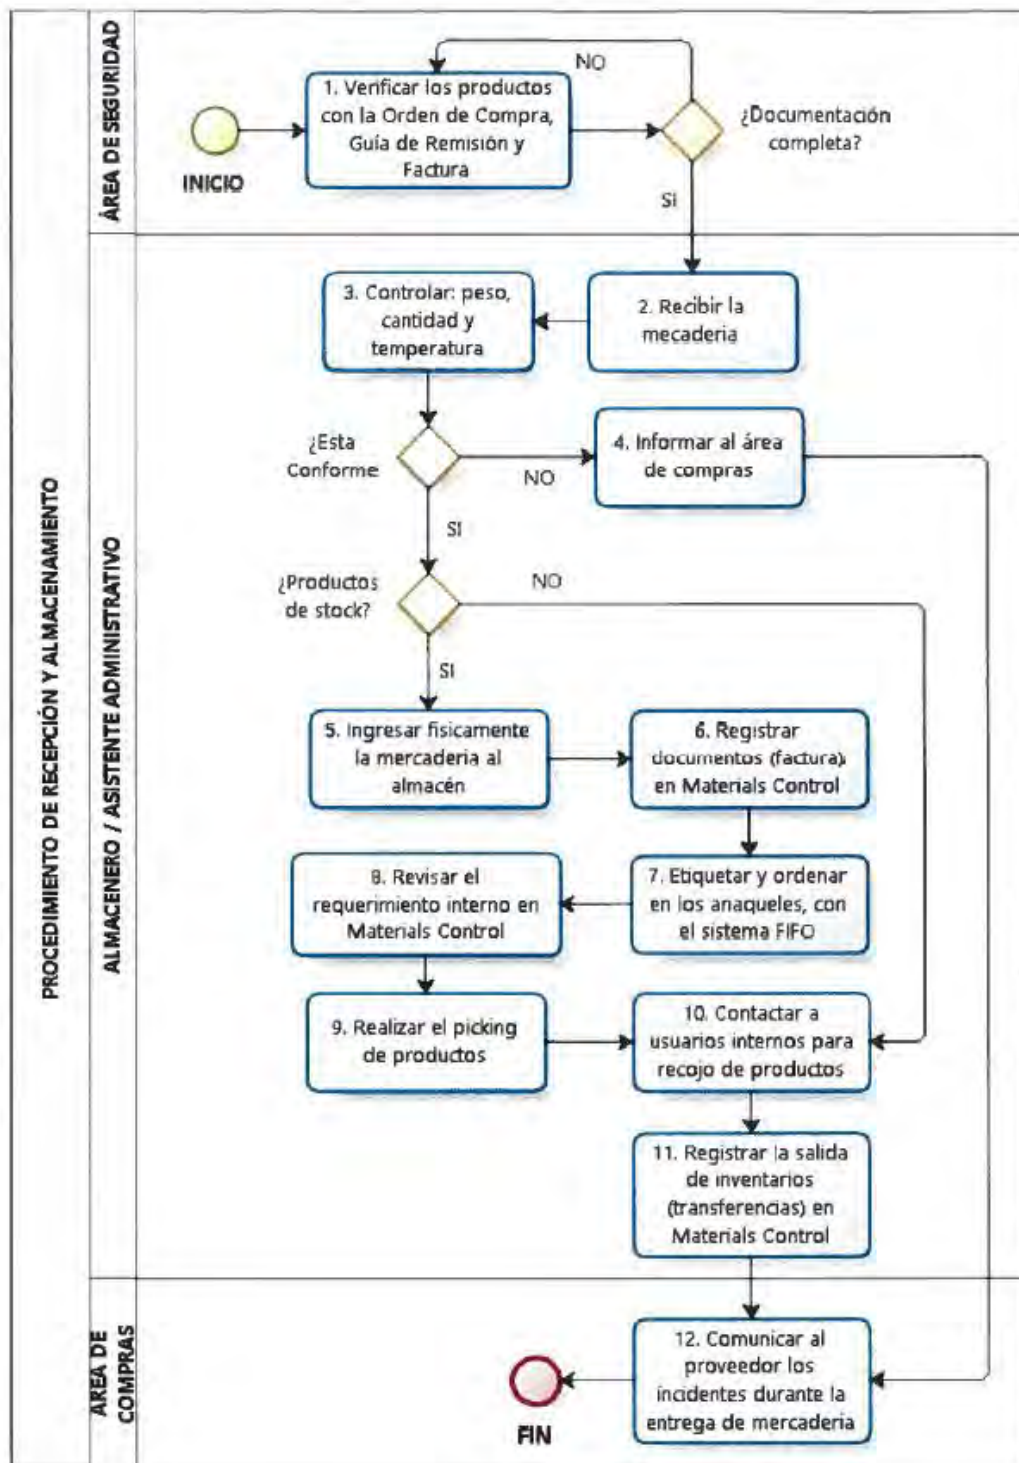 PROCEDIMIENTO DE RECEPCIÓN Y ALMACENAMIENTO
ÁREA DE SEGURIDAD
INICIO
1. Verificar los productos
con la Orden de Compra,
Guía de Remisión y
Factura
NO
¿Documentación
completa?
SI
ALMACENERO / ASISTENTE ADMINISTRATIVO
2. Recibir la
mecaderia
3. Controlar: peso,
cantidad y
temperatura
¿Esta
Conforme
NO
4. Informar al área
de compras
SI
¿Productos
de stock?
NO
SI
5. Ingresar fisicamente
la mercaderia al
almacén
6. Registrar
documentos (factura)
en Materials Control
7. Etiquetar y ordenar
en los anaqueles, con
el sistema FIFO
8. Revisar el
requerimiento interno en
Materials Control
9. Realizar el picking
de productos
10. Contactar a
usuarios internos para
recojo de productos
11. Registrar la salida
de inventarios
(transferencias) en
Materials Control
AREA DE
COMPRAS
12. Comunicar al
proveedor los
incidentes durante la
entrega de mercaderia
FIN